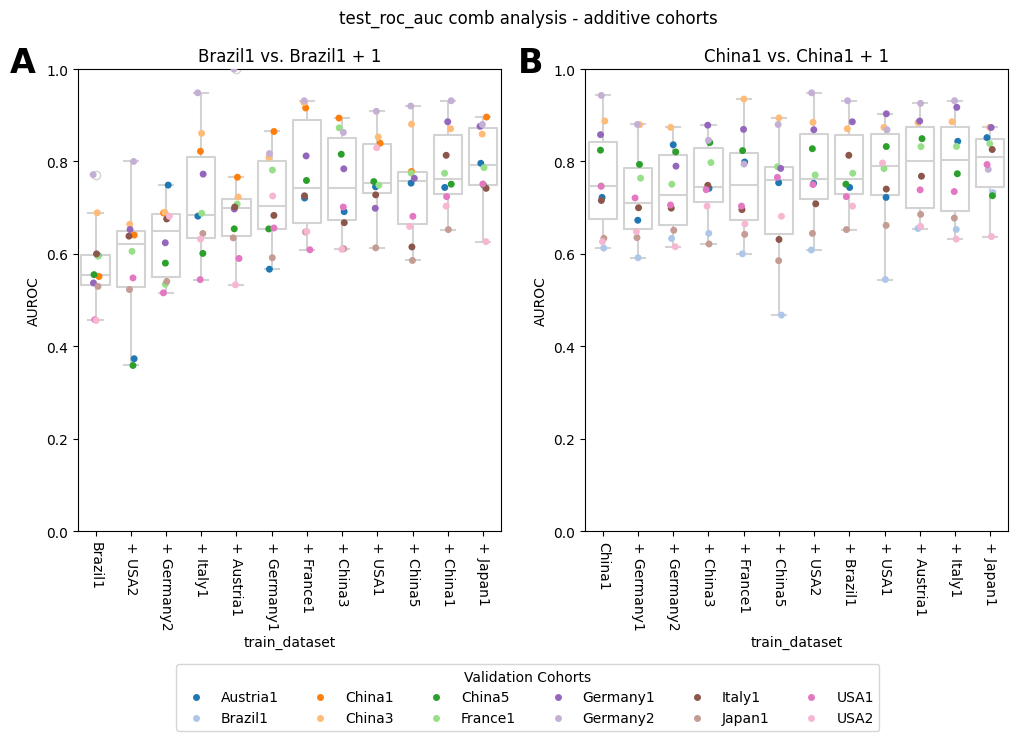 test_roc_auc comb analysis - additive cohorts
A
Brazil1 vs. Brazil1 + 1
AUROC
1.0
0.8
0.6
0.4
0.2
0.0
Brazil1
+ USA2
+ Germany2
+ Italy1
+ Austria1
+ Germany1
+ France1
+ China3
+ USA1
+ China5
+ China1
+ Japan1
train_dataset
B
China1 vs. China1 + 1
AUROC
1.0
0.8
0.6
0.4
0.2
0.0
China1
+ Germany1
+ Germany2
+ China3
+ France1
+ China5
+ USA2
+ Brazil1
+ USA1
+ Austria1
+ Italy1
+ Japan1
train_dataset
Validation Cohorts
Austria1 China1 China5 Germany1 Italy1 USA1
Brazil1 China3 France1 Germany2 Japan1 USA2